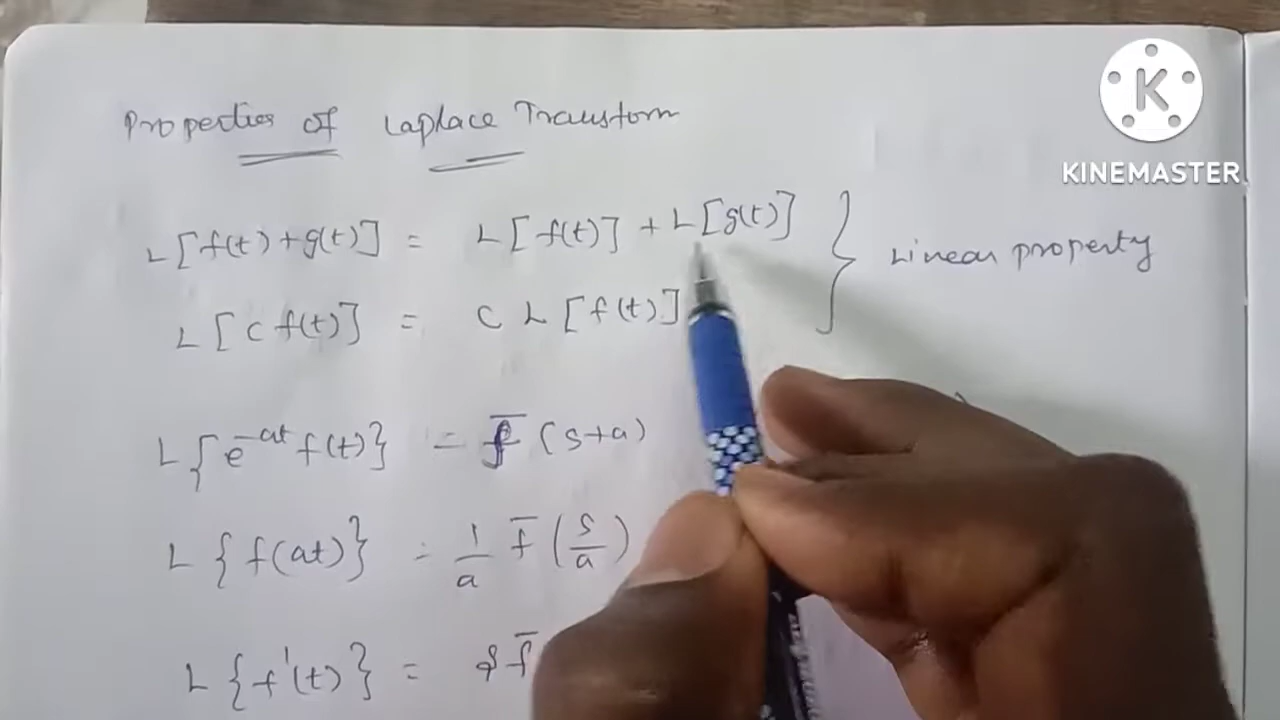 Properties of Laplace Transform
KINEMASTER
L[f(t)+g(t)] = L[f(t)] + L[g(t)] } Linear property
L[c f(t)] = c L[f(t)]
L{e^-at f(t)} = f̄ (s+a)
L{f(at)} = 1/a f̄ (s/a)
L{f'(t)} = s f̄